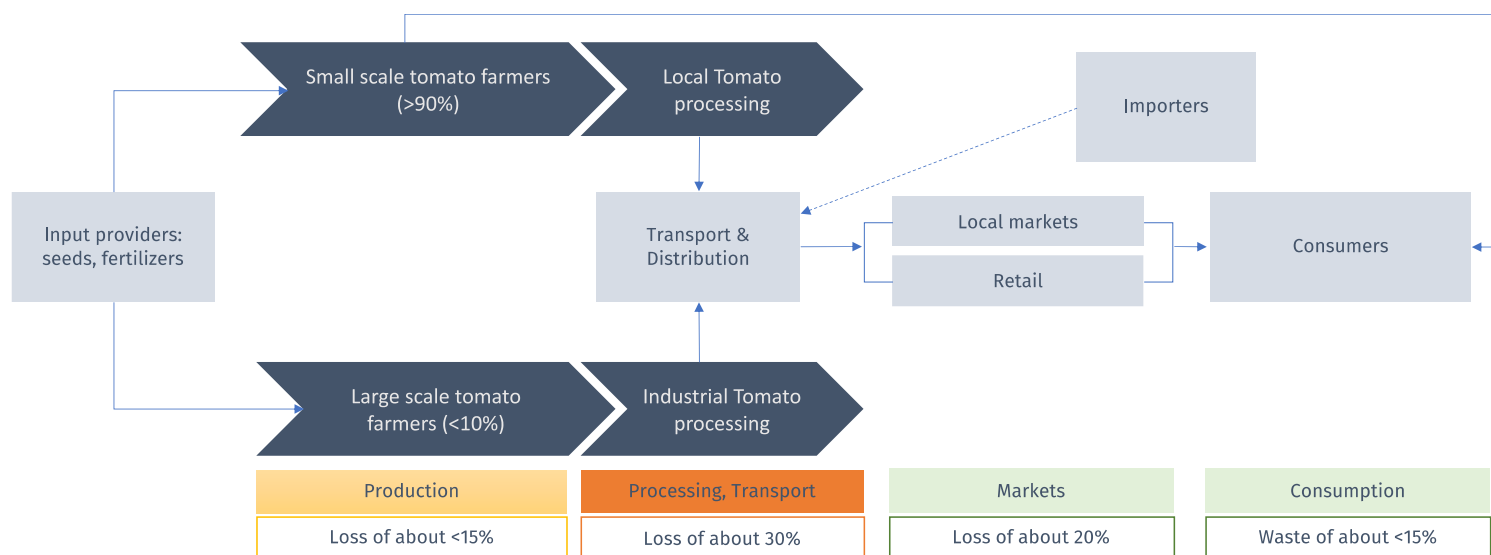 Small scale tomato farmers
(>90%)
Local Tomato
processing
Importers
Input providers:
seeds, fertilizers
Transport &
Distribution
Local markets
Retail
Consumers
Large scale tomato
farmers (<10%)
Industrial Tomato
processing
Production
Processing, Transport
Markets
Consumption
Loss of about <15%
Loss of about 30%
Loss of about 20%
Waste of about <15%